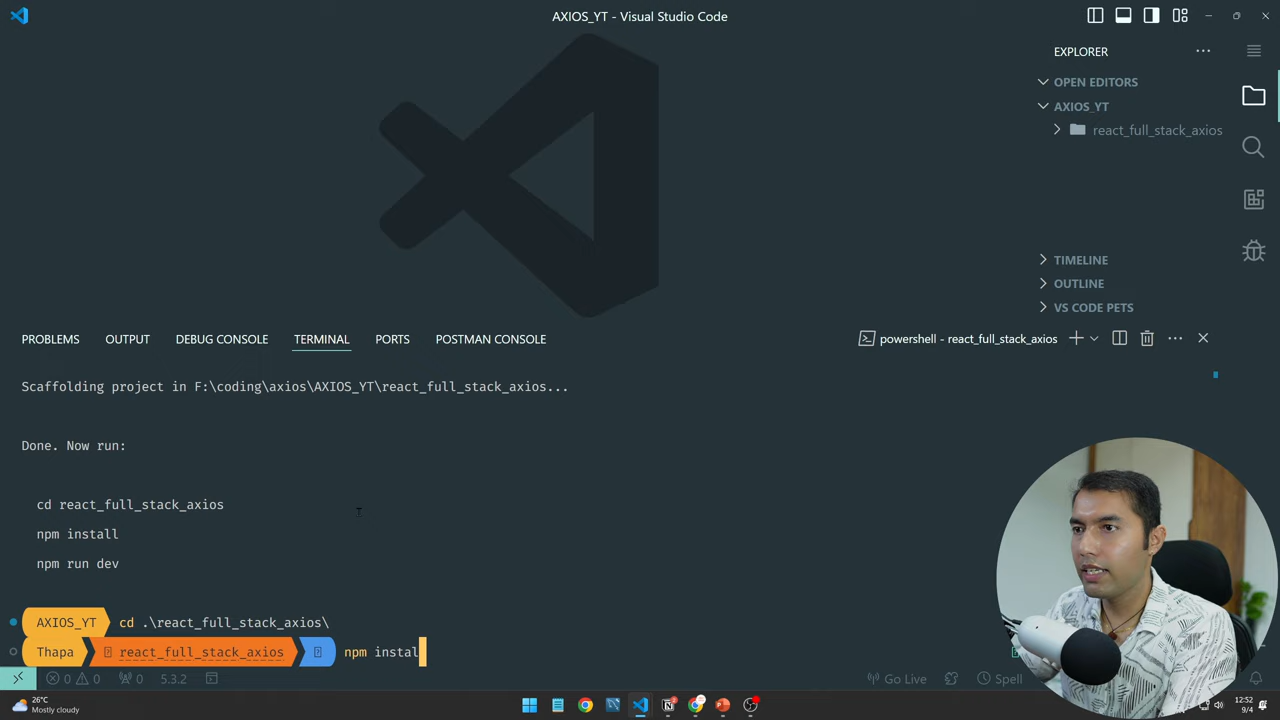 AXIOS_YT - Visual Studio Code
EXPLORER
OPEN EDITORS
AXIOS_YT
react_full_stack_axios
TIMELINE
OUTLINE
VS CODE PETS
PROBLEMS OUTPUT DEBUG CONSOLE TERMINAL PORTS POSTMAN CONSOLE
powershell - react_full_stack_axios
Scaffolding project in F:\coding\axios\AXIOS_YT\react_full_stack_axios...
Done. Now run:
cd react_full_stack_axios
npm install
npm run dev
AXIOS_YT cd .\react_full_stack_axios\
Thapa react_full_stack_axios npm instal
0 0 0 5.3.2 Go Live Spell
26°C
Mostly cloudy
12:52
9/4